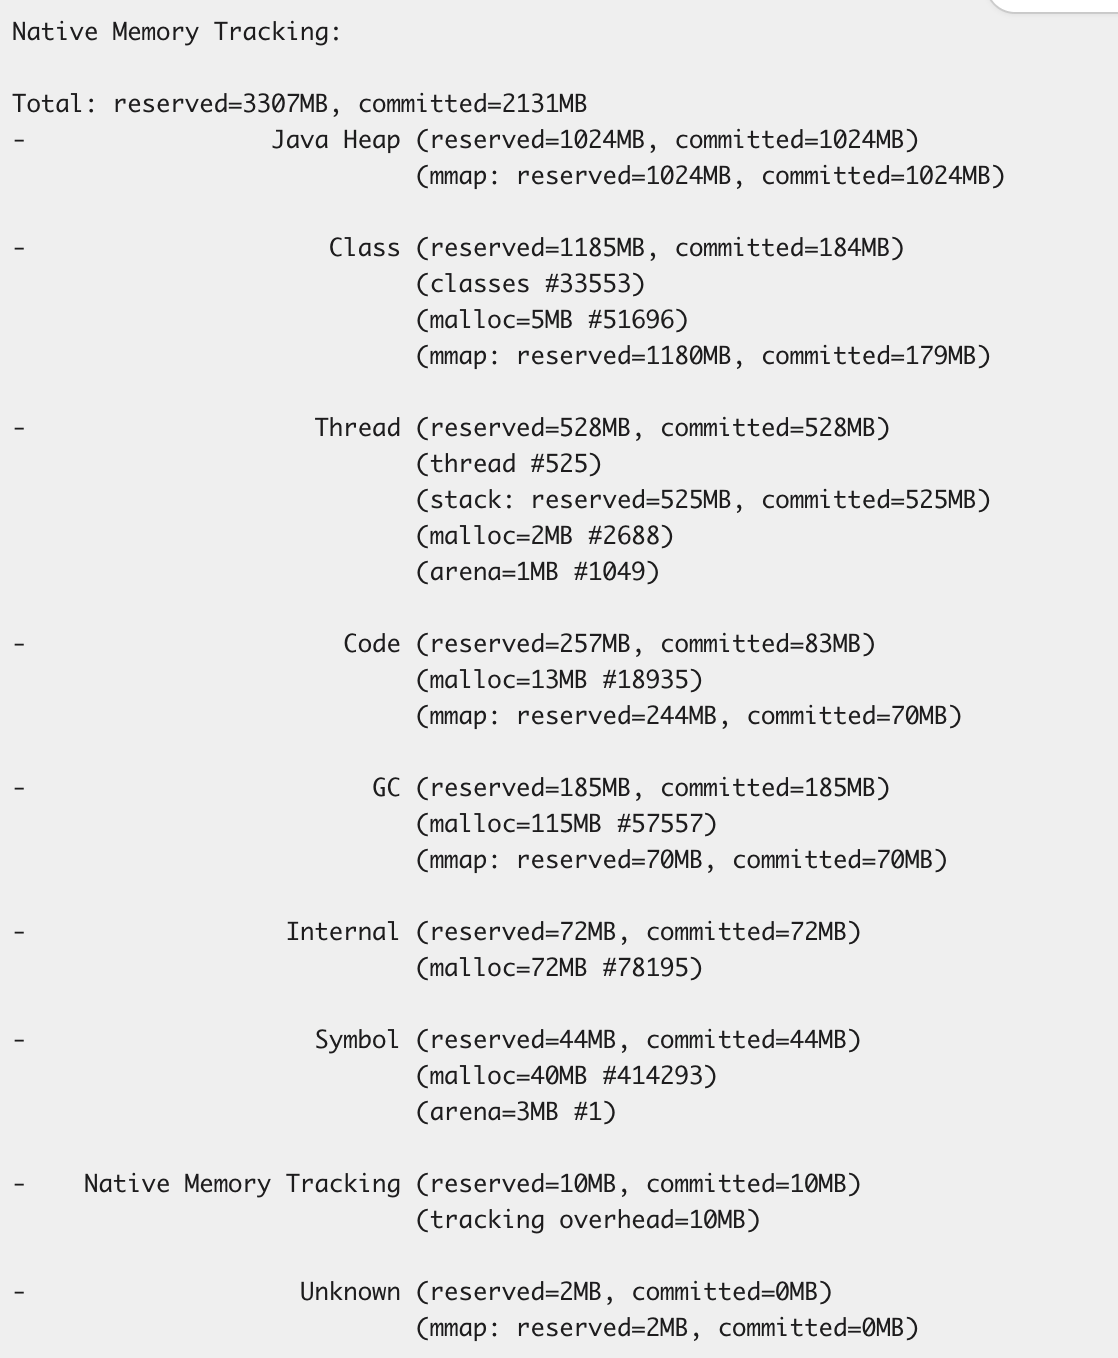 Native Memory Tracking:
Total: reserved=3307MB, committed=2131MB
- Java Heap (reserved=1024MB, committed=1024MB)
(mmap: reserved=1024MB, committed=1024MB)
- Class (reserved=1185MB, committed=184MB)
(classes #33553)
(malloc=5MB #51696)
(mmap: reserved=1180MB, committed=179MB)
- Thread (reserved=528MB, committed=528MB)
(thread #525)
(stack: reserved=525MB, committed=525MB)
(malloc=2MB #2688)
(arena=1MB #1049)
- Code (reserved=257MB, committed=83MB)
(malloc=13MB #18935)
(mmap: reserved=244MB, committed=70MB)
- GC (reserved=185MB, committed=185MB)
(malloc=115MB #57557)
(mmap: reserved=70MB, committed=70MB)
- Internal (reserved=72MB, committed=72MB)
(malloc=72MB #78195)
- Symbol (reserved=44MB, committed=44MB)
(malloc=40MB #414293)
(arena=3MB #1)
- Native Memory Tracking (reserved=10MB, committed=10MB)
(tracking overhead=10MB)
- Unknown (reserved=2MB, committed=0MB)
(mmap: reserved=2MB, committed=0MB)